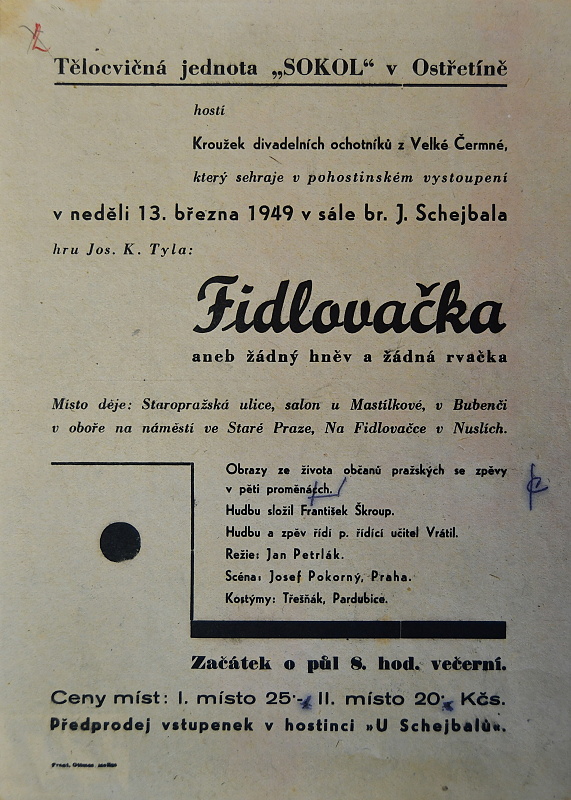 Tělocvičná jednota „SOKOL“ v Ostřetíně
hostí
Kroužek divadelních ochotníků z Velké Čermné,
který sehraje v pohostinském vystoupení
v neděli 13. března 1949 v sále br. J. Schejbala
hru Jos. K. Tyla:
Fidlovačka
aneb žádný hněv a žádná rvačka
Místo děje: Staropražská ulice, salon u Mastílkové, v Bubenči
v oboře na náměstí ve Staré Praze, Na Fidlovačce v Nuslích.
Obrazy ze života občanů pražských se zpěvy
v pěti proměnácch.
Hudbu složil František Škroup.
Hudbu a zpěv řídí p. řídící učitel Vrátil.
Režie: Jan Petrlák.
Scéna: Josef Pokorný, Praha.
Kostýmy: Třešňák, Pardubice.
Začátek o půl 8. hod. večerní.
Ceny míst: I. místo 25·- II. místo 20· Kčs.
Předprodej vstupenek v hostinci »U Schejbalů«.